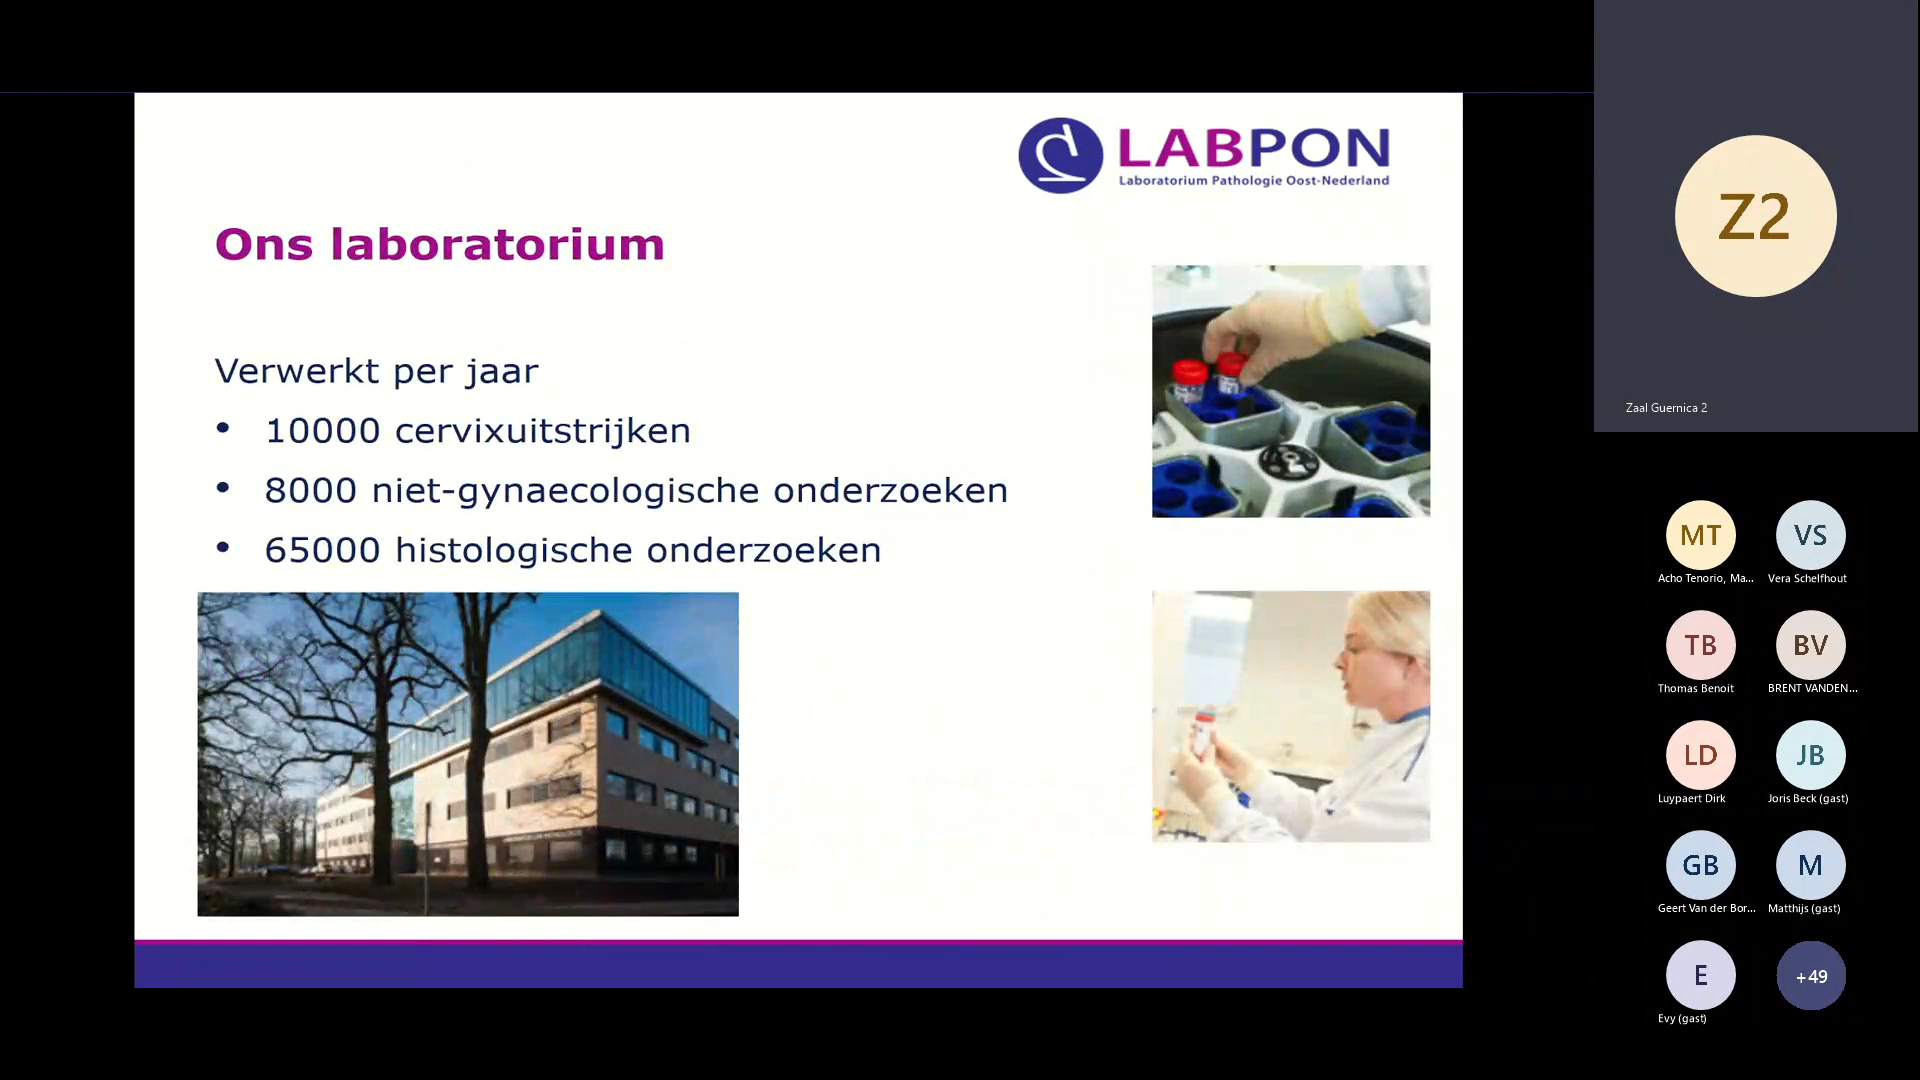 LABPON
Laboratorium Pathologie Oost-Nederland
Ons laboratorium
Verwerkt per jaar
• 10000 cervixuitstrijken
• 8000 niet-gynaecologische onderzoeken
• 65000 histologische onderzoeken
Z2
Zaal Guernica 2
MT
Acho Tenorio, Ma...
VS
Vera Schelfhout
TB
Thomas Benoit
BV
BRENT VANDEN...
LD
Luypaert Dirk
JB
Joris Beck (gast)
GB
Geert Van der Bor...
M
Matthijs (gast)
E
Evy (gast)
+49